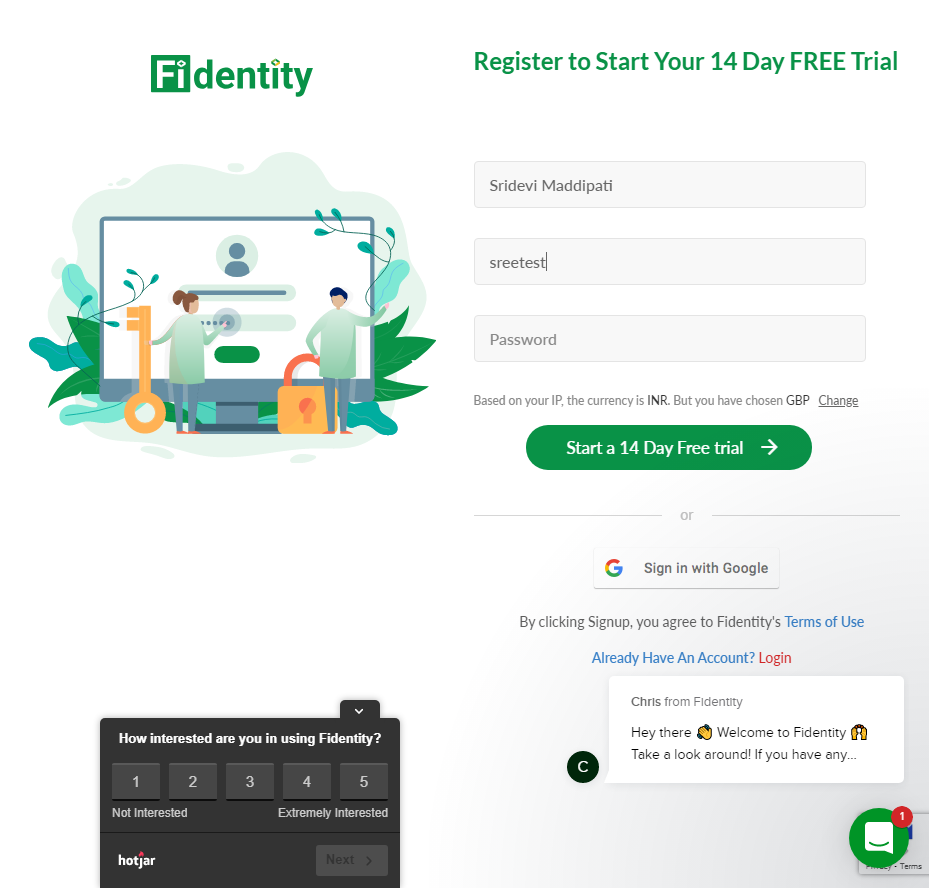 Fidentity
Register to Start Your 14 Day FREE Trial
Sridevi Maddipati
sreetest
Password
Based on your IP, the currency is INR. But you have chosen GBP Change
Start a 14 Day Free trial
or
Sign in with Google
By clicking Signup, you agree to Fidentity's Terms of Use
Already Have An Account? Login
Chris from Fidentity
Hey there 👋 Welcome to Fidentity 🙌
Take a look around! If you have any...
C
1
Privacy - Terms
How interested are you in using Fidentity?
1 2 3 4 5
Not Interested Extremely Interested
hotjar
Next